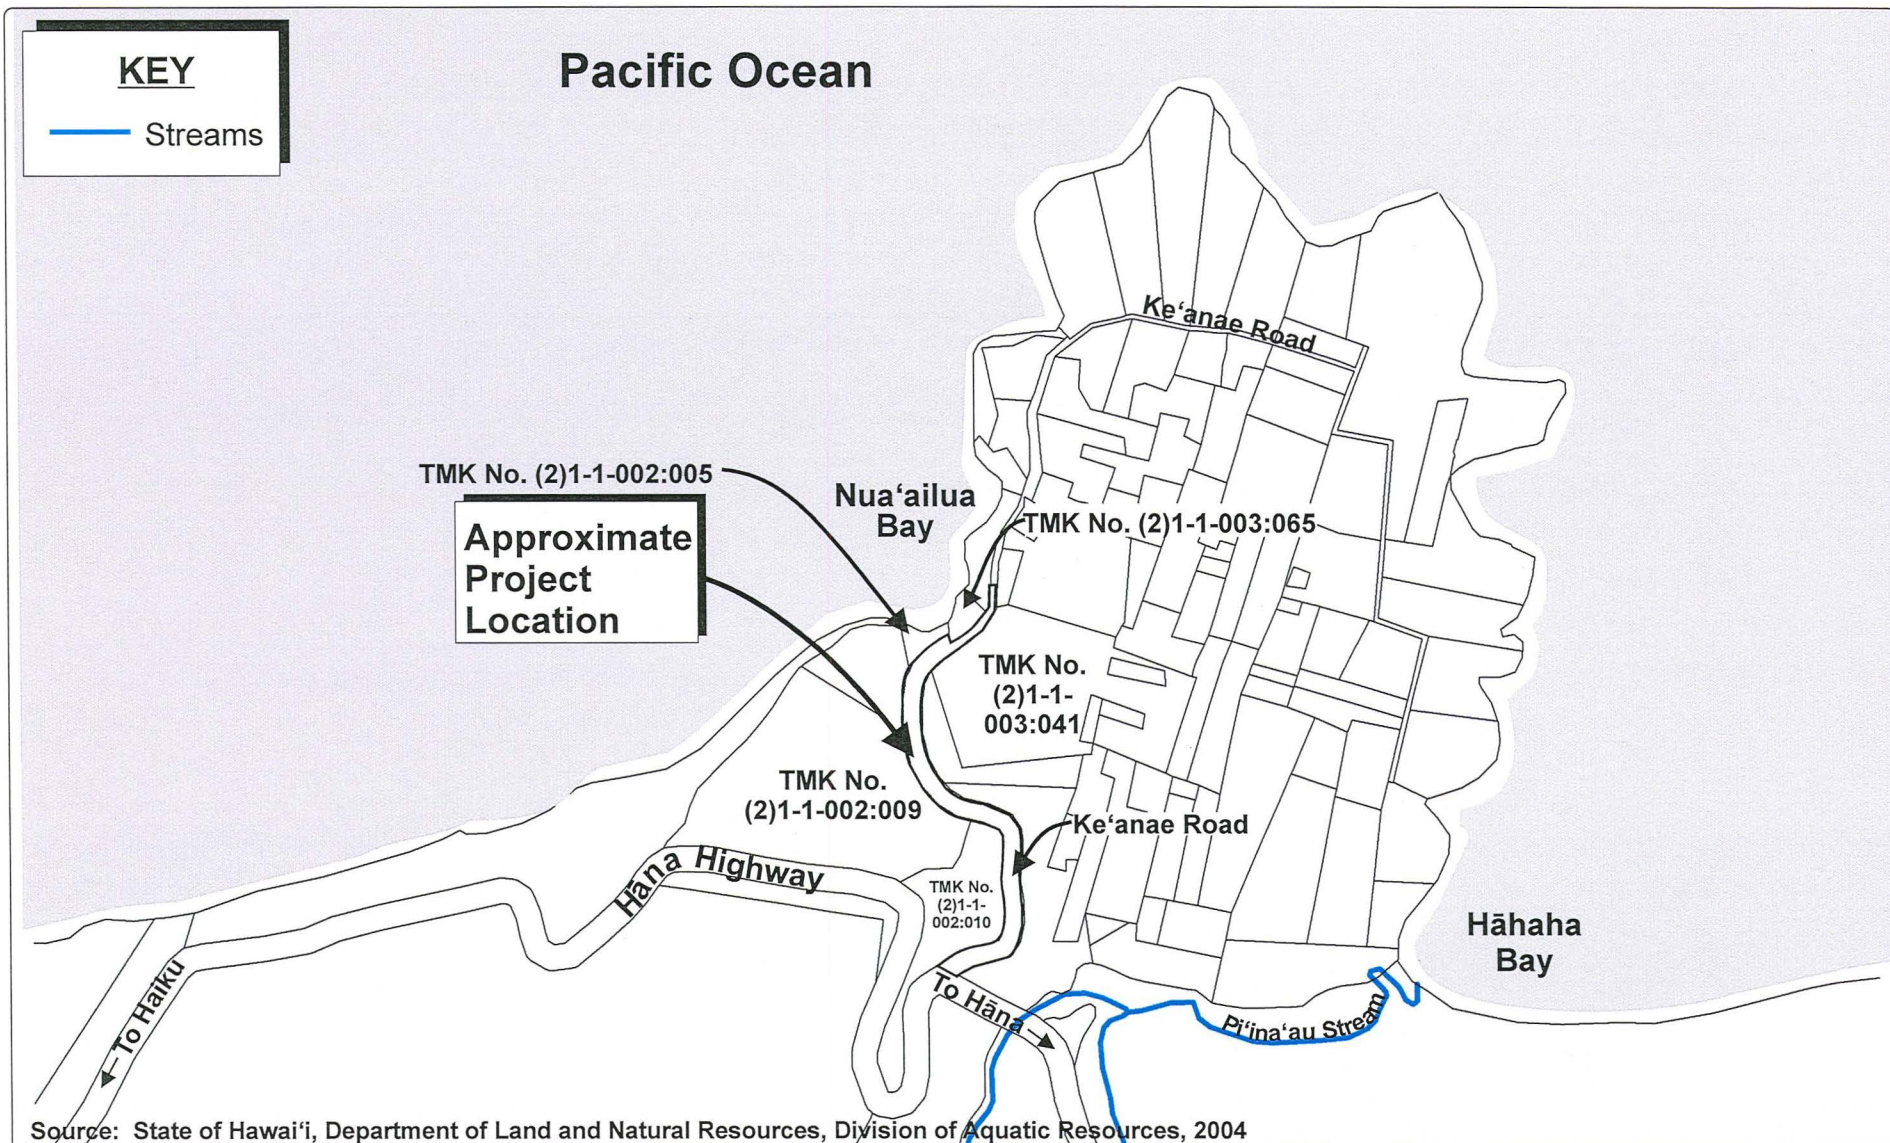 KEY
Streams
Pacific Ocean
Ke‘anae Road
TMK No. (2)1-1-002:005
Nua‘ailua
Bay
TMK No. (2)1-1-003:065
Approximate
Project
Location
TMK No.
(2)1-1-
003:041
TMK No.
(2)1-1-002:009
Ke‘anae Road
Hāna Highway
TMK No.
(2)1-1-
002:010
Hāhaha
Bay
To Haiku
To Hāna
Pi‘ina‘au Stream
Source: State of Hawai‘i, Department of Land and Natural Resources, Division of Aquatic Resources, 2004